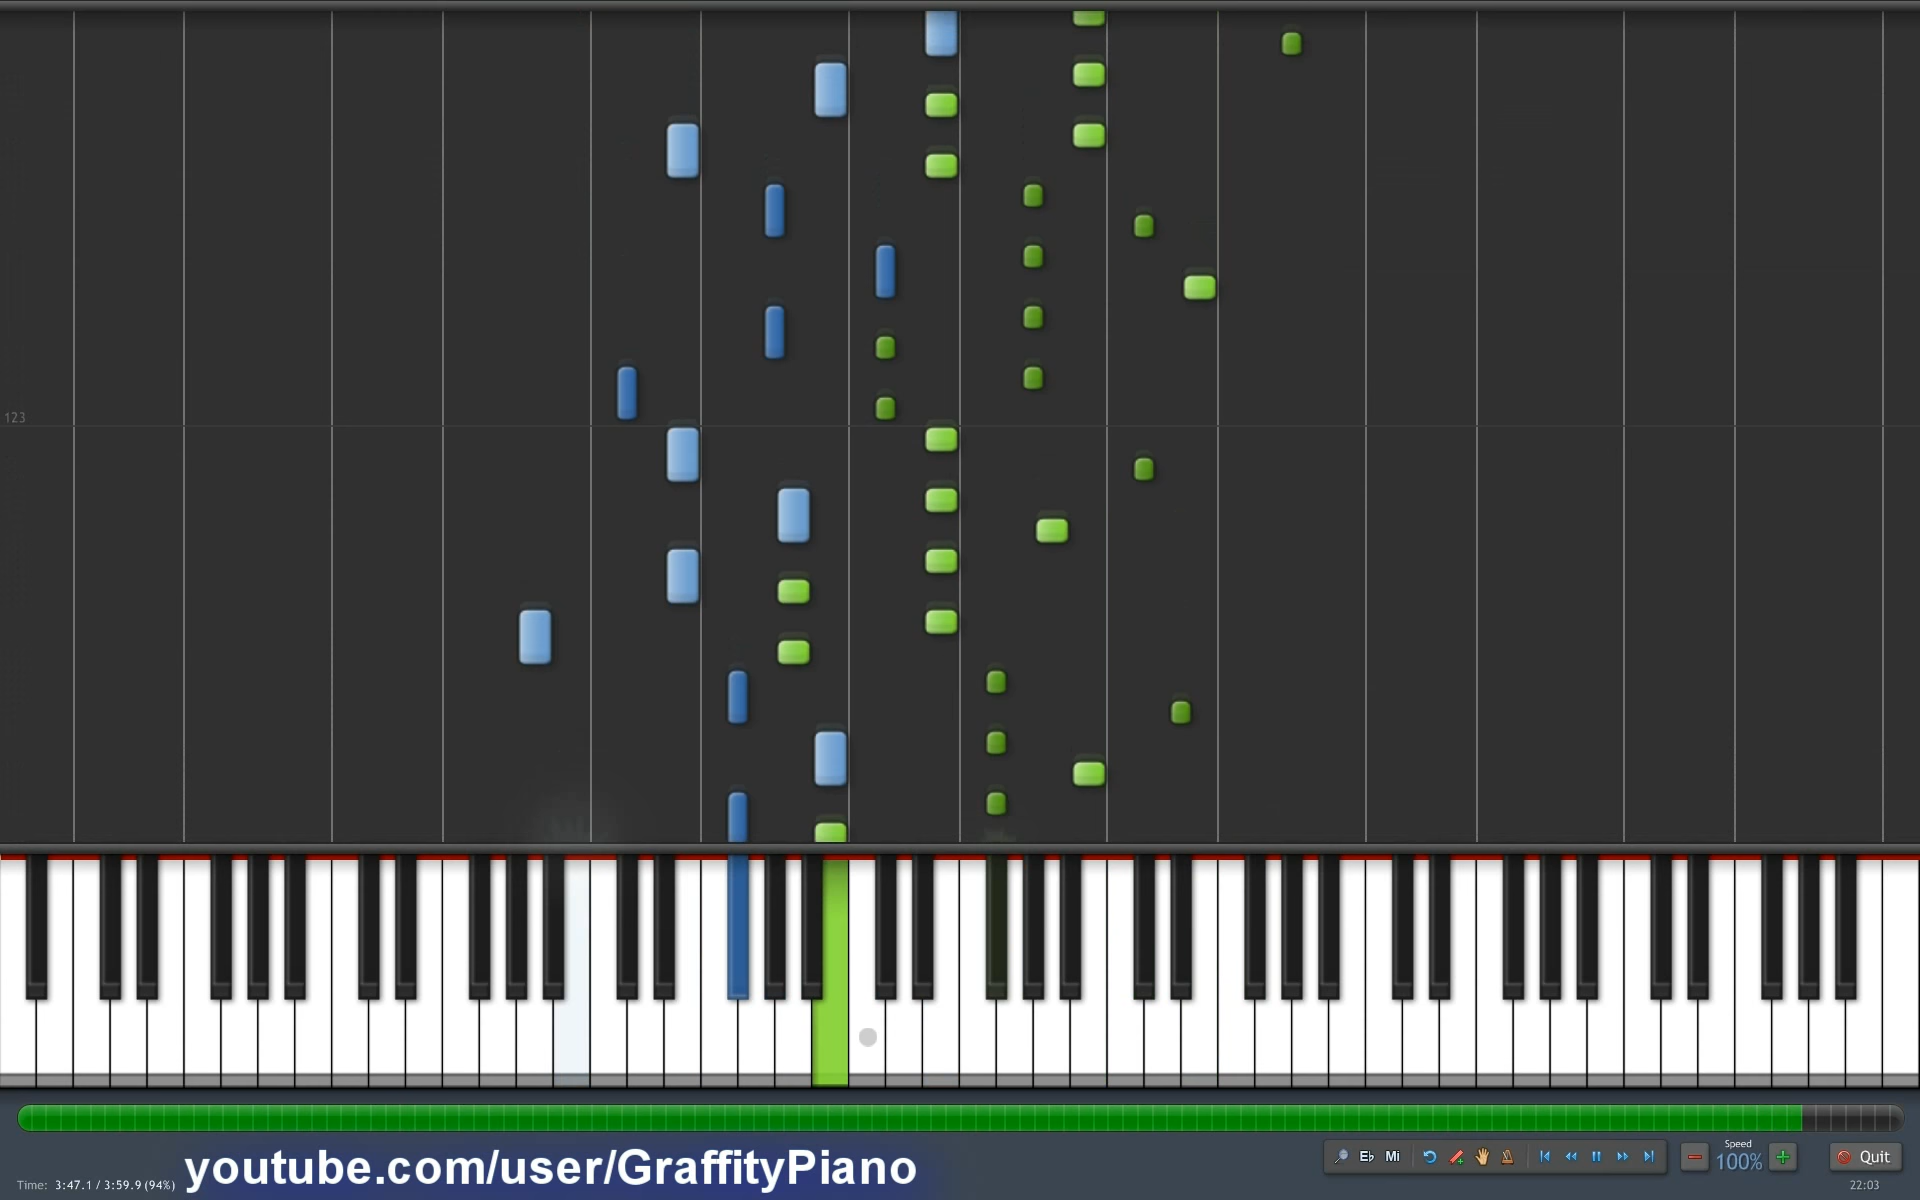 123
Speed
Eb Mi
100%
Quit
youtube.com/user/GraffityPiano
Time: 3:47.1 / 3:59.9 (94%)
22:03